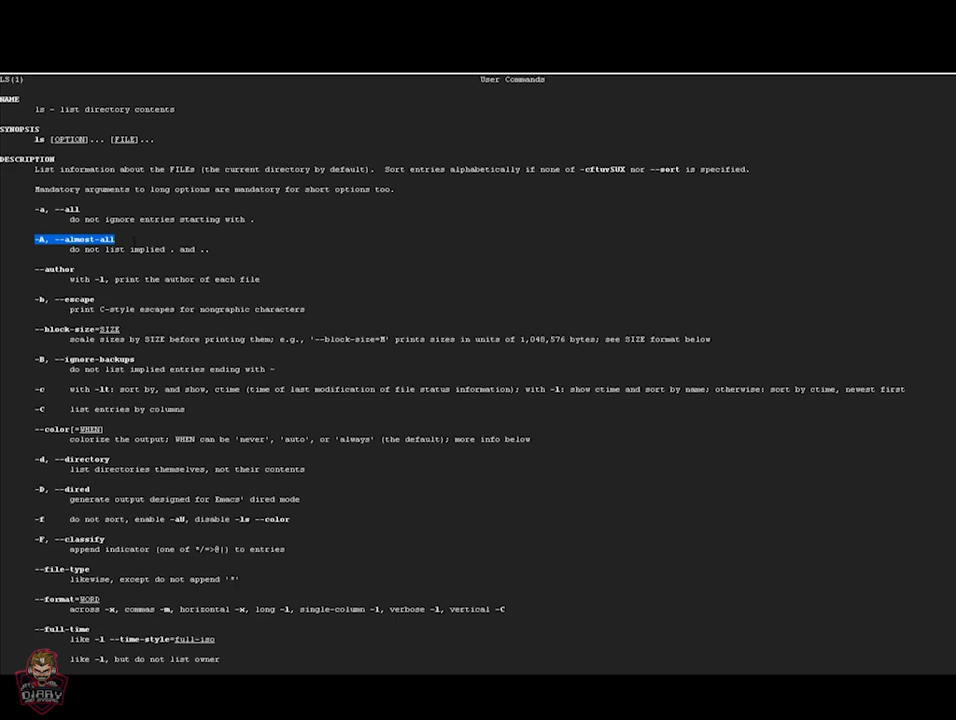 LS(1) User Commands
NAME
ls - list directory contents
SYNOPSIS
ls [OPTION]... [FILE]...
DESCRIPTION
List information about the FILEs (the current directory by default). Sort entries alphabetically if none of -cftuvSUX nor --sort is specified.
Mandatory arguments to long options are mandatory for short options too.
-a, --all
do not ignore entries starting with .
-A, --almost-all
do not list implied . and ..
--author
with -l, print the author of each file
-b, --escape
print C-style escapes for nongraphic characters
--block-size=SIZE
scale sizes by SIZE before printing them; e.g., '--block-size=M' prints sizes in units of 1,048,576 bytes; see SIZE format below
-B, --ignore-backups
do not list implied entries ending with ~
-c with -lt: sort by, and show, ctime (time of last modification of file status information); with -l: show ctime and sort by name; otherwise: sort by ctime, newest first
-C list entries by columns
--color[=WHEN]
colorize the output; WHEN can be 'never', 'auto', or 'always' (the default); more info below
-d, --directory
list directories themselves, not their contents
-D, --dired
generate output designed for Emacs' dired mode
-f do not sort, enable -aU, disable -ls --color
-F, --classify
append indicator (one of */=>@|) to entries
--file-type
likewise, except do not append '*'
--format=WORD
across -x, commas -m, horizontal -x, long -l, single-column -1, verbose -l, vertical -C
--full-time
like -l --time-style=full-iso
like -l, but do not list owner